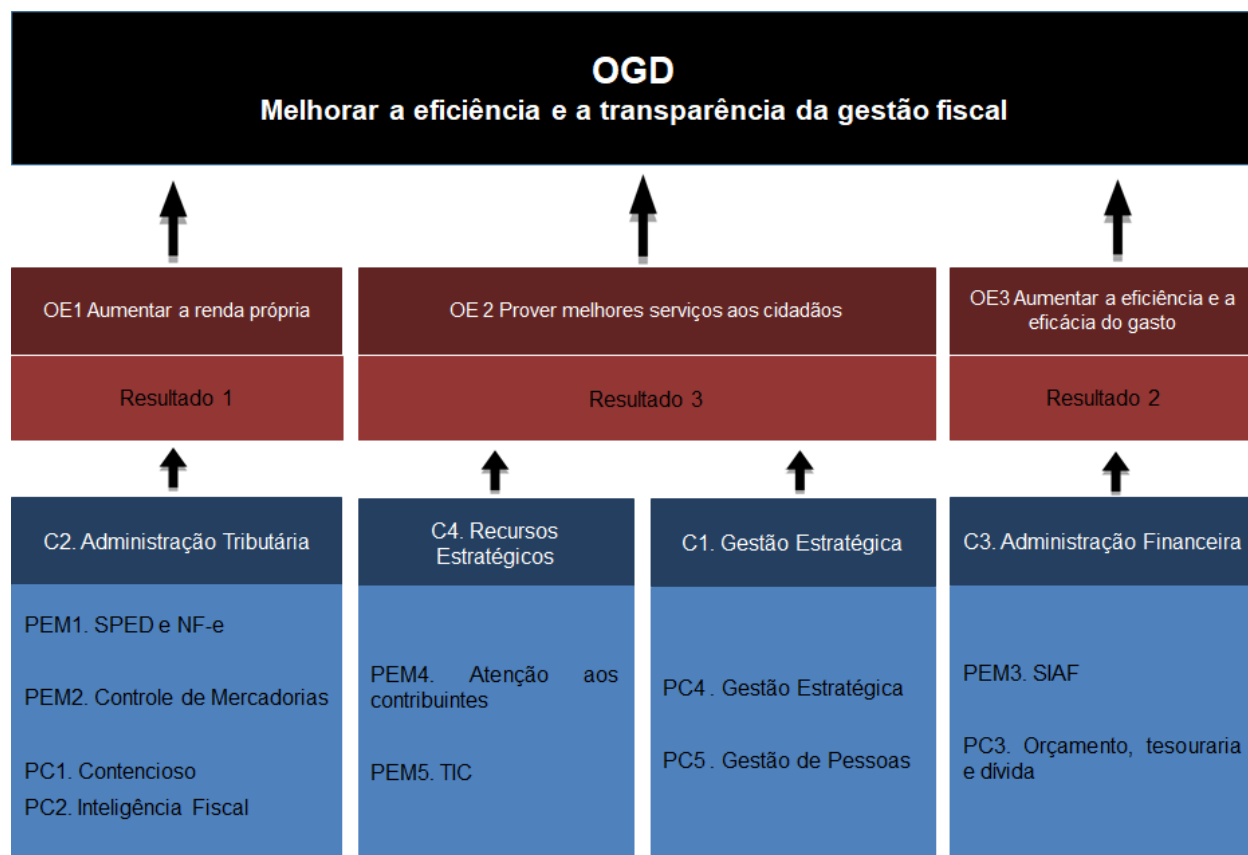 OGD
Melhorar a eficiência e a transparência da gestão fiscal
OE1 Aumentar a renda própria
Resultado 1
OE 2 Prover melhores serviços aos cidadãos
Resultado 3
OE3 Aumentar a eficiência e a
eficácia do gasto
Resultado 2
C2. Administração Tributária
PEM1. SPED e NF-e
PEM2. Controle de Mercadorias
PC1. Contencioso
PC2. Inteligência Fiscal
C4. Recursos
Estratégicos
PEM4. Atenção aos
contribuintes
PEM5. TIC
C1. Gestão Estratégica
PC4 . Gestão Estratégica
PC5 . Gestão de Pessoas
C3. Administração Financeira
PEM3. SIAF
PC3. Orçamento, tesouraria
e dívida